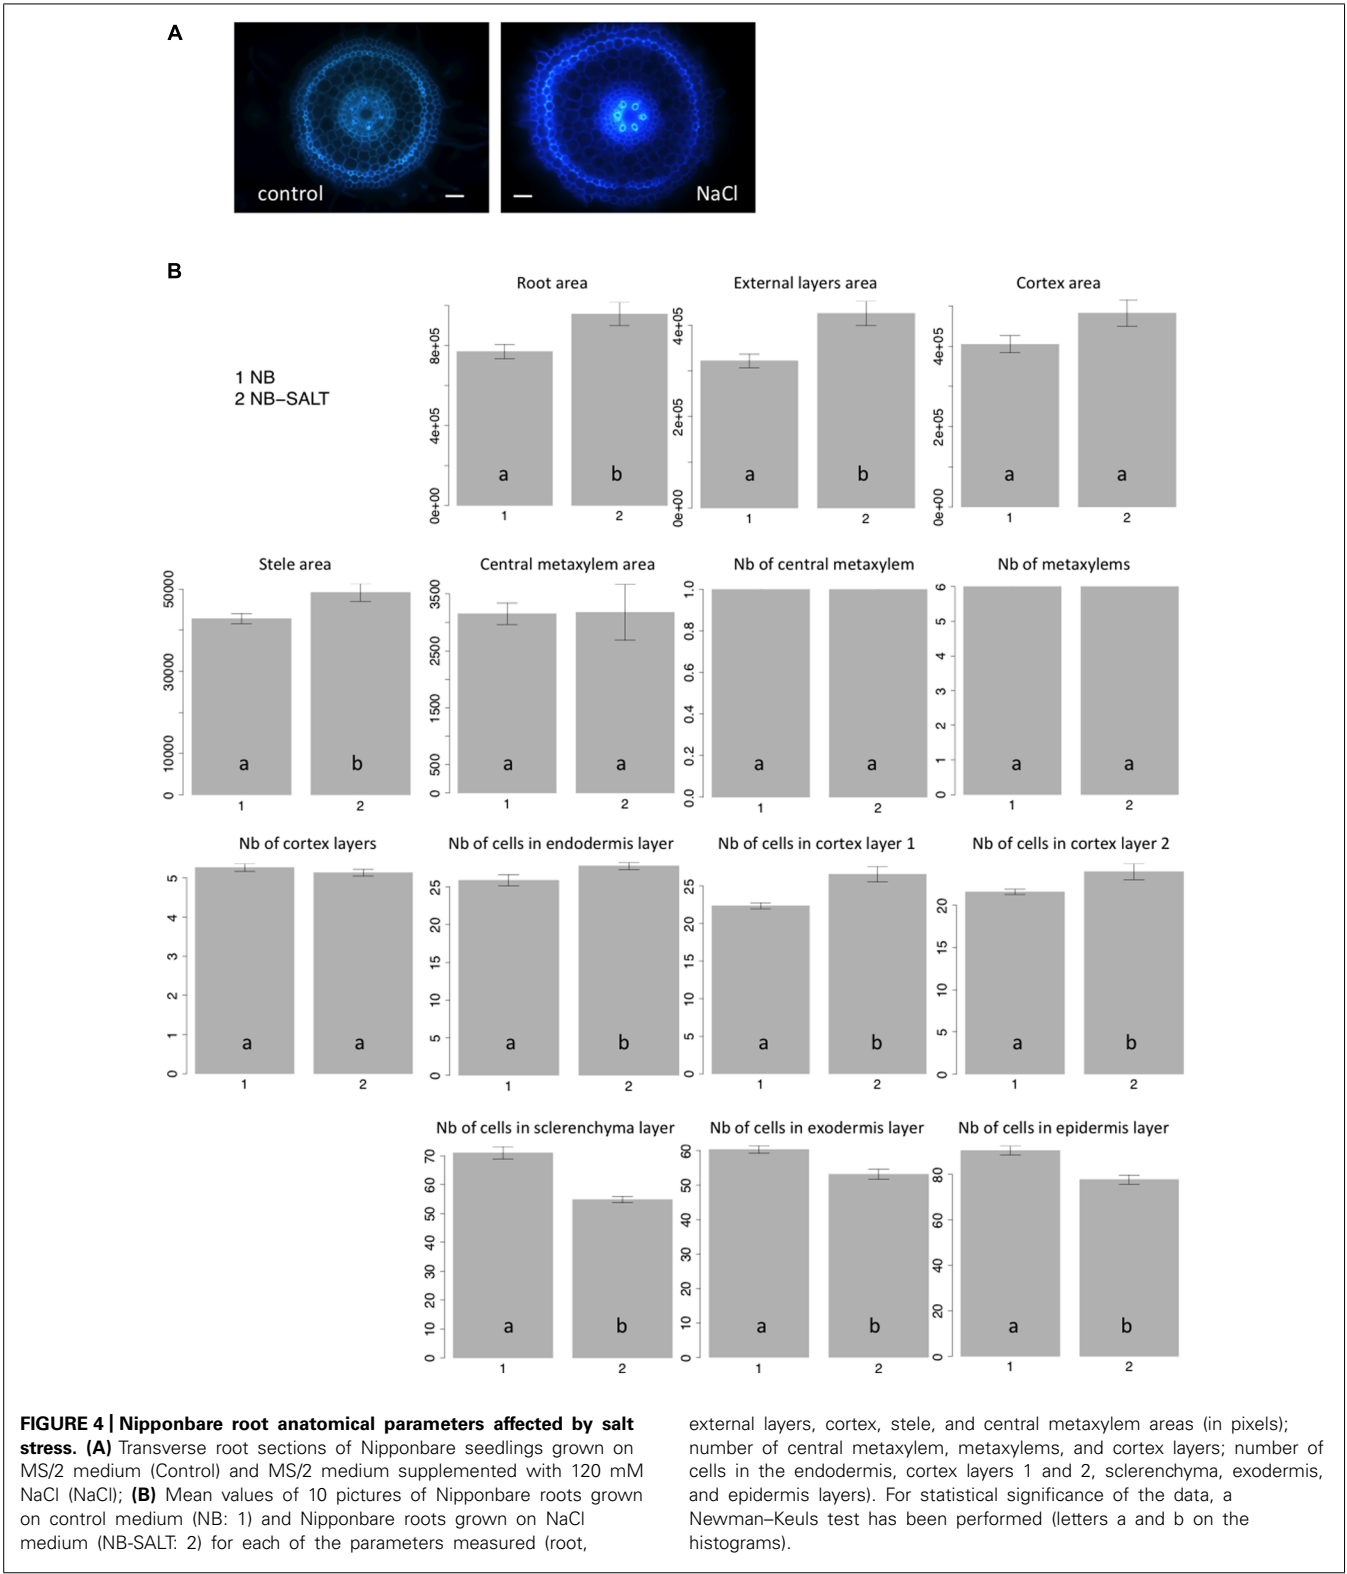 A
control
NaCl
B
1 NB
2 NB−SALT
Root area
0e+00 4e+05 8e+05
a b
1 2
External layers area
0e+00 2e+05 4e+05
a b
1 2
Cortex area
0e+00 2e+05 4e+05
a a
1 2
Stele area
0 10000 30000 50000
a b
1 2
Central metaxylem area
0 500 1500 2500 3500
a a
1 2
Nb of central metaxylem
0.0 0.2 0.4 0.6 0.8 1.0
a a
1 2
Nb of metaxylems
0 1 2 3 4 5 6
a a
1 2
Nb of cortex layers
0 1 2 3 4 5
a a
1 2
Nb of cells in endodermis layer
0 5 10 15 20 25
a b
1 2
Nb of cells in cortex layer 1
0 5 10 15 20 25
a b
1 2
Nb of cells in cortex layer 2
0 5 10 15 20
a b
1 2
Nb of cells in sclerenchyma layer
0 10 20 30 40 50 60 70
a b
1 2
Nb of cells in exodermis layer
0 10 20 30 40 50 60
a b
1 2
Nb of cells in epidermis layer
0 20 40 60 80
a b
1 2
FIGURE 4 | Nipponbare root anatomical parameters affected by salt
stress. (A) Transverse root sections of Nipponbare seedlings grown on
MS/2 medium (Control) and MS/2 medium supplemented with 120 mM
NaCl (NaCl); (B) Mean values of 10 pictures of Nipponbare roots grown
on control medium (NB: 1) and Nipponbare roots grown on NaCl
medium (NB-SALT: 2) for each of the parameters measured (root,
external layers, cortex, stele, and central metaxylem areas (in pixels);
number of central metaxylem, metaxylems, and cortex layers; number of
cells in the endodermis, cortex layers 1 and 2, sclerenchyma, exodermis,
and epidermis layers). For statistical significance of the data, a
Newman–Keuls test has been performed (letters a and b on the
histograms).